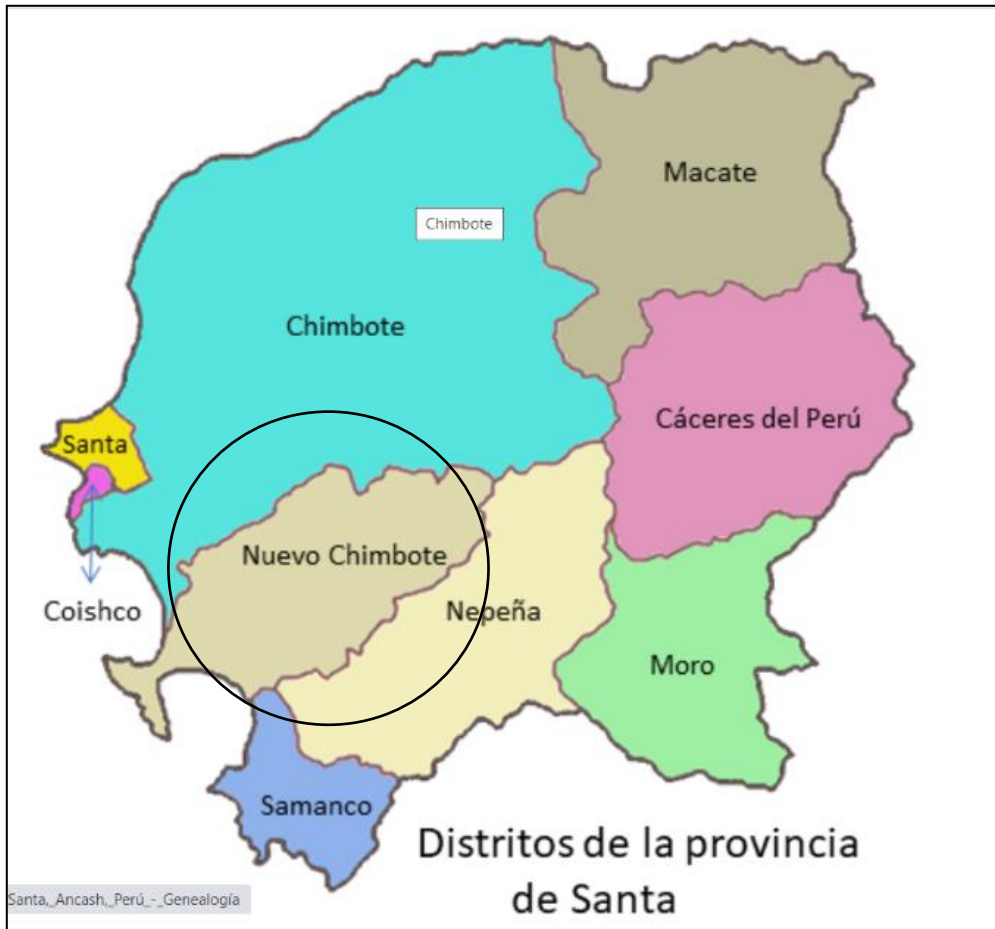 Macate
Chimbote
Chimbote
Cáceres del Perú
Santa
Nuevo Chimbote
Coishco
Nepeña
Moro
Samanco
Distritos de la provincia
de Santa
Santa,_Ancash,_Perú_-_Genealogía